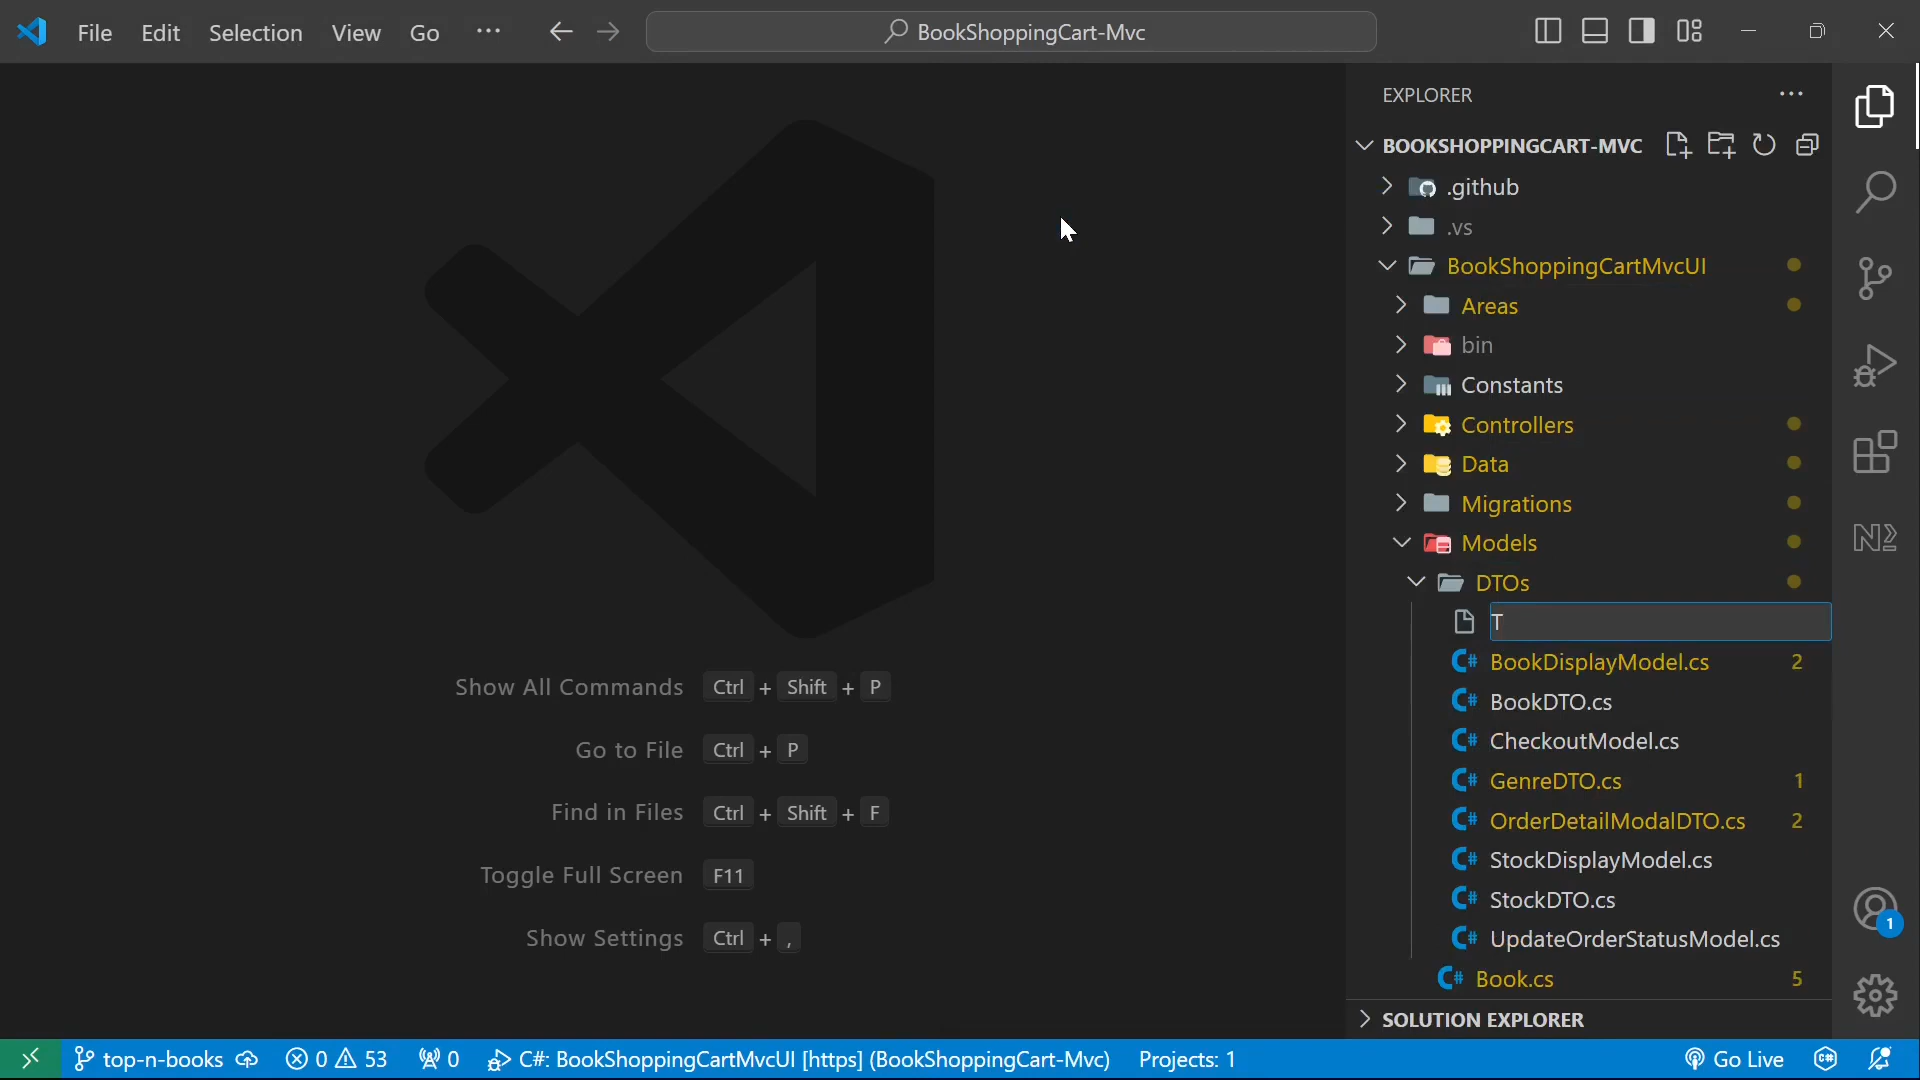 File Edit Selection View Go ··· BookShoppingCart-Mvc
EXPLORER ···
BOOKSHOPPINGCART-MVC
.github
.vs
BookShoppingCartMvcUI
Areas
bin
Constants
Controllers
Data
Migrations
Models
DTOs
T
BookDisplayModel.cs 2
BookDTO.cs
CheckoutModel.cs
GenreDTO.cs 1
OrderDetailModalDTO.cs 2
StockDisplayModel.cs
StockDTO.cs
UpdateOrderStatusModel.cs
Book.cs 5
SOLUTION EXPLORER
Show All Commands Ctrl + Shift + P
Go to File Ctrl + P
Find in Files Ctrl + Shift + F
Toggle Full Screen F11
Show Settings Ctrl + ,
1
top-n-books 0 53 0 C#: BookShoppingCartMvcUI [https] (BookShoppingCart-Mvc) Projects: 1 Go Live